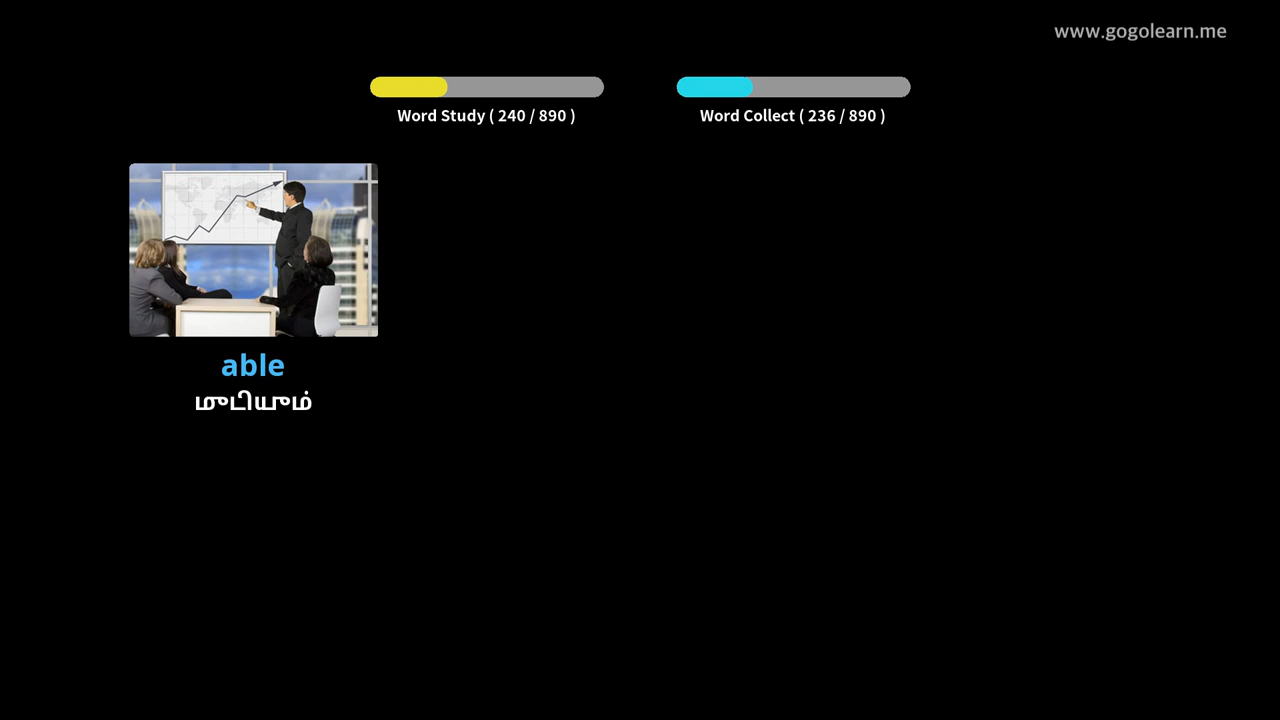 www.gogolearn.me
Word Study ( 240 / 890 )
Word Collect ( 236 / 890 )
able
முடியும்